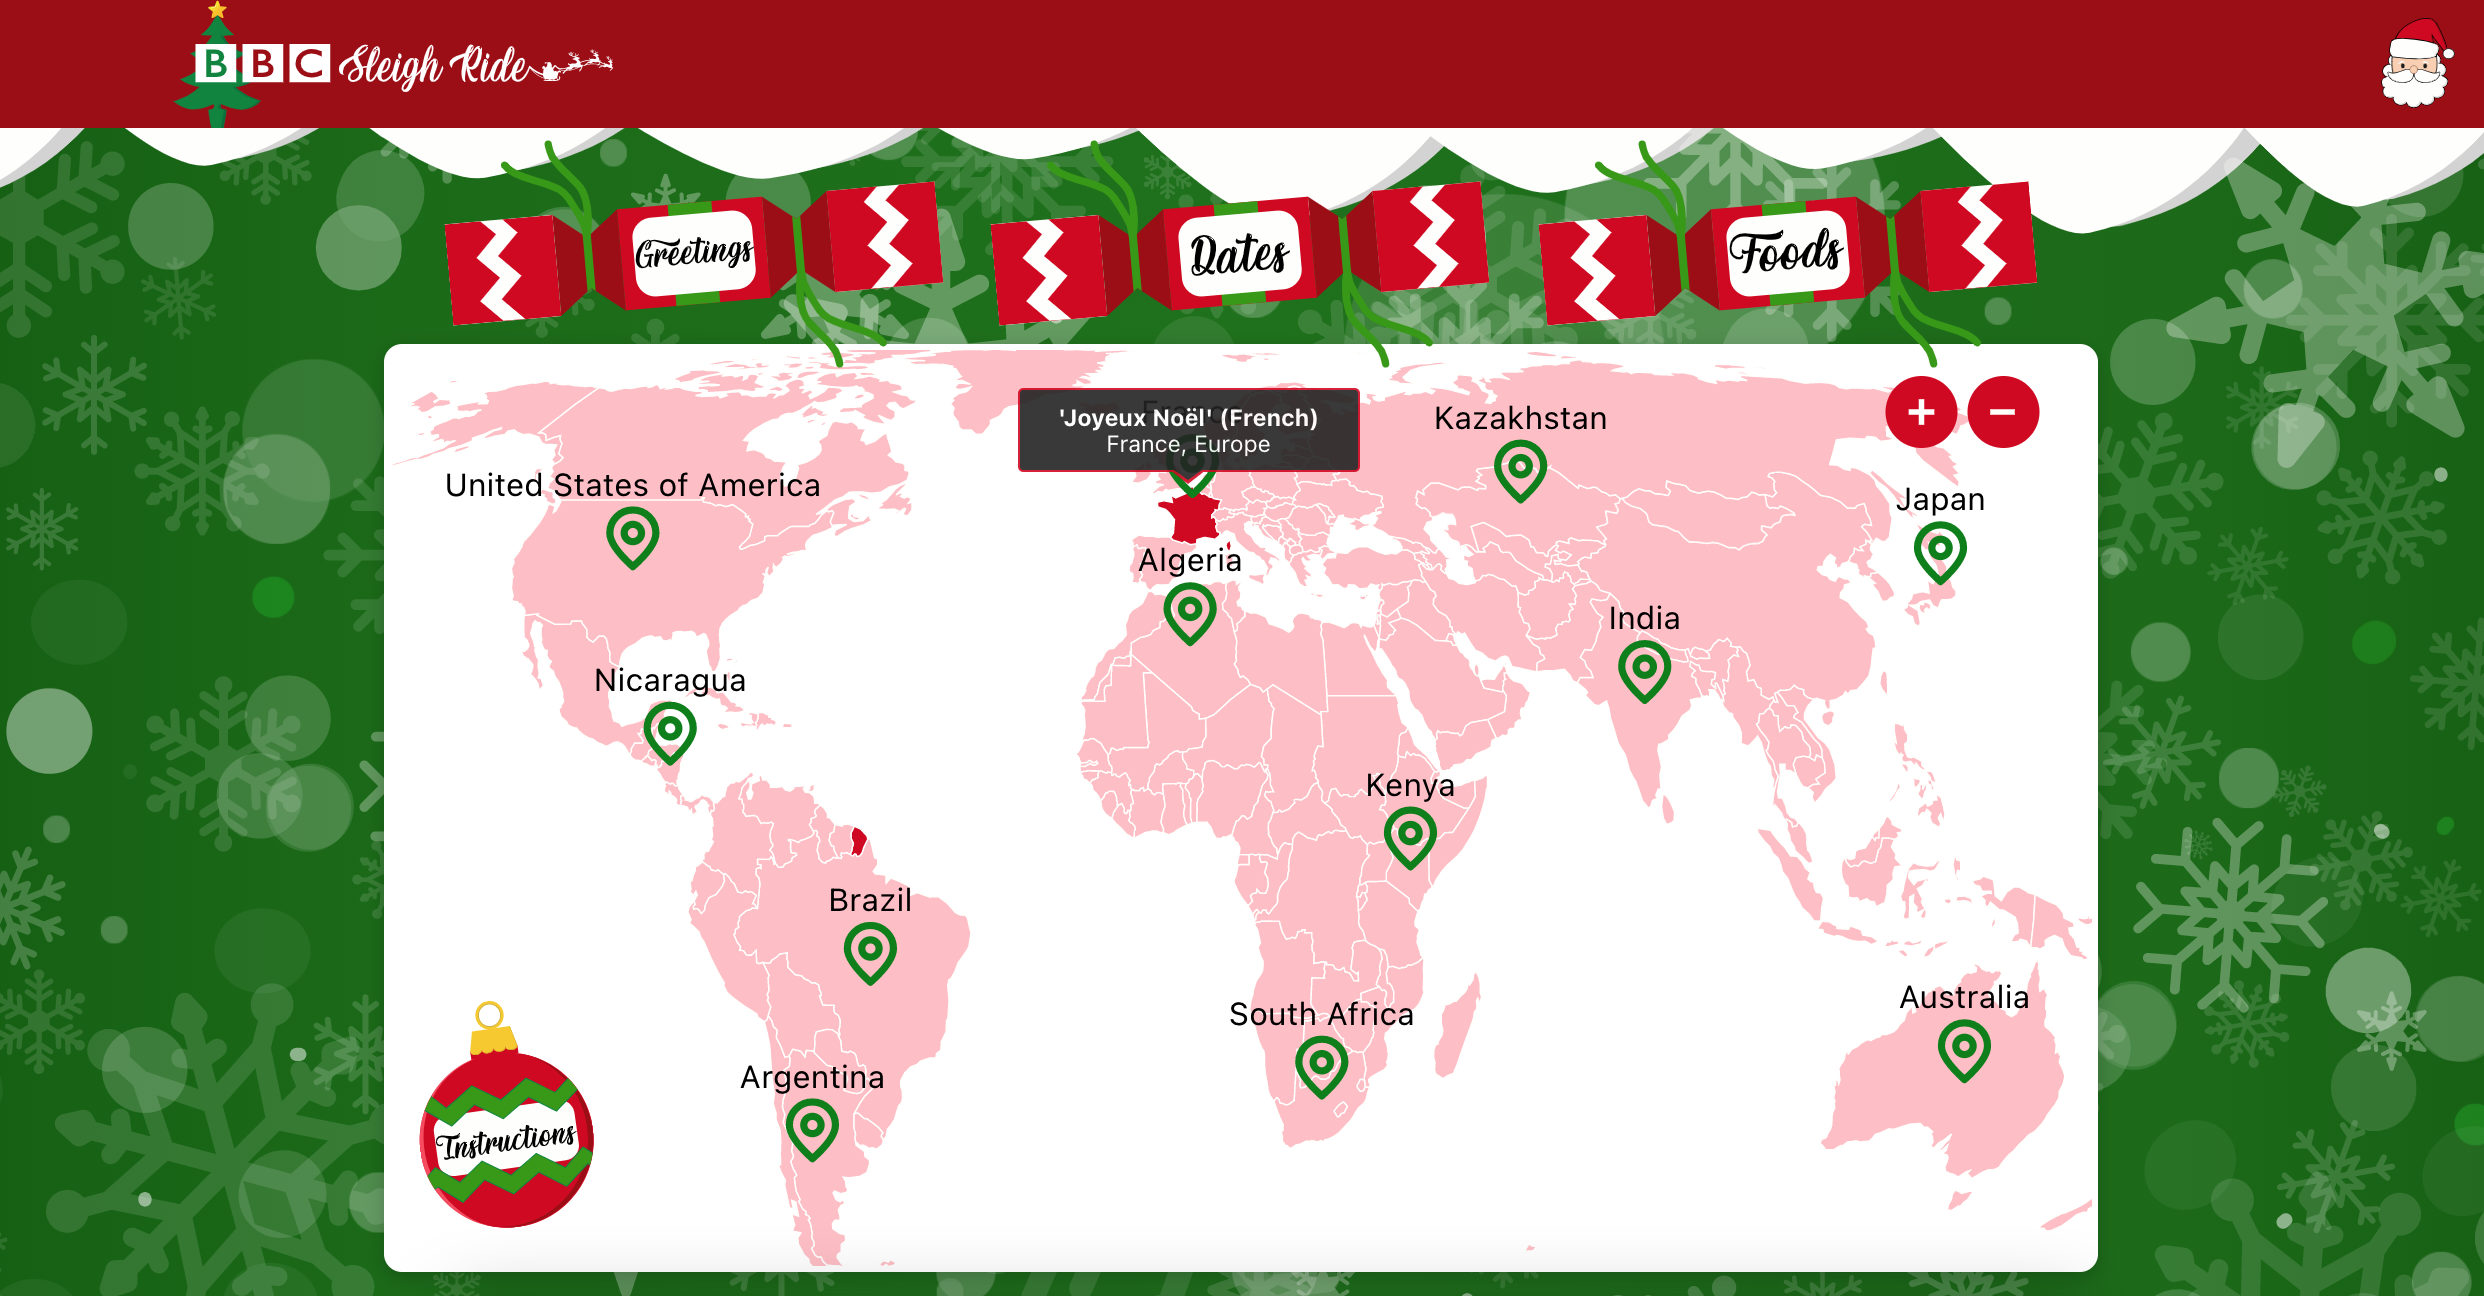 BBC Sleigh Ride
Greetings
Dates
Foods
'Joyeux Noël' (French)
France, Europe
France
+ −
Kazakhstan
United States of America
Japan
Algeria
India
Nicaragua
Kenya
Brazil
Australia
South Africa
Argentina
Instructions